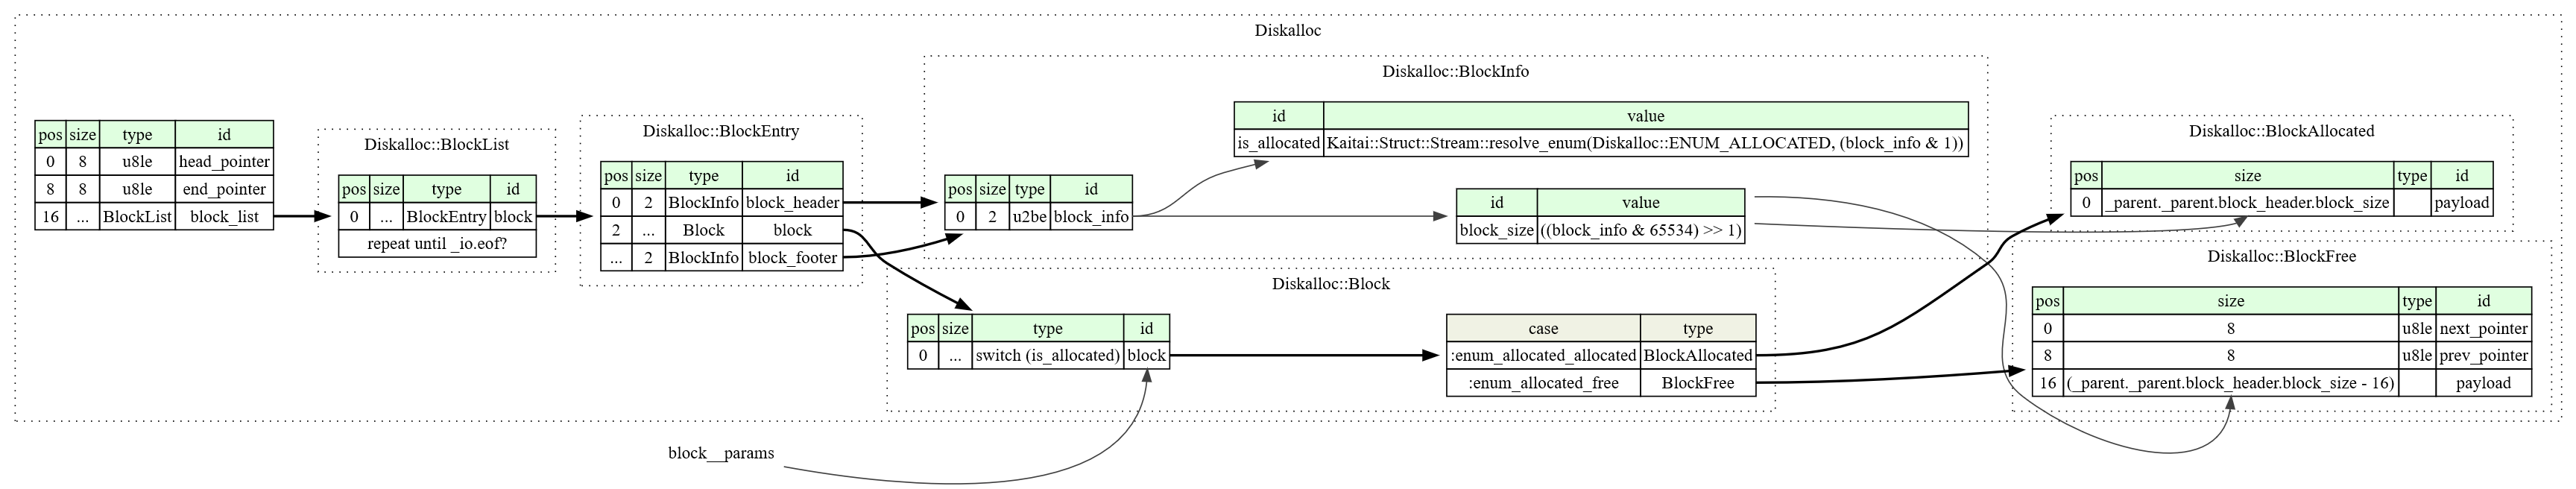 Diskalloc
pos size type id
0 8 u8le head_pointer
8 8 u8le end_pointer
16 ... BlockList block_list
Diskalloc::BlockList
pos size type id
0 ... BlockEntry block
repeat until _io.eof?
Diskalloc::BlockEntry
pos size type id
0 2 BlockInfo block_header
2 ... Block block
... 2 BlockInfo block_footer
Diskalloc::BlockInfo
pos size type id
0 2 u2be block_info
id value
is_allocated Kaitai::Struct::Stream::resolve_enum(Diskalloc::ENUM_ALLOCATED, (block_info & 1))
id value
block_size ((block_info & 65534) >> 1)
Diskalloc::Block
pos size type id
0 ... switch (is_allocated) block
case type
:enum_allocated_allocated BlockAllocated
:enum_allocated_free BlockFree
Diskalloc::BlockAllocated
pos size type id
0 _parent._parent.block_header.block_size payload
Diskalloc::BlockFree
pos size type id
0 8 u8le next_pointer
8 8 u8le prev_pointer
16 (_parent._parent.block_header.block_size - 16) payload
block__params